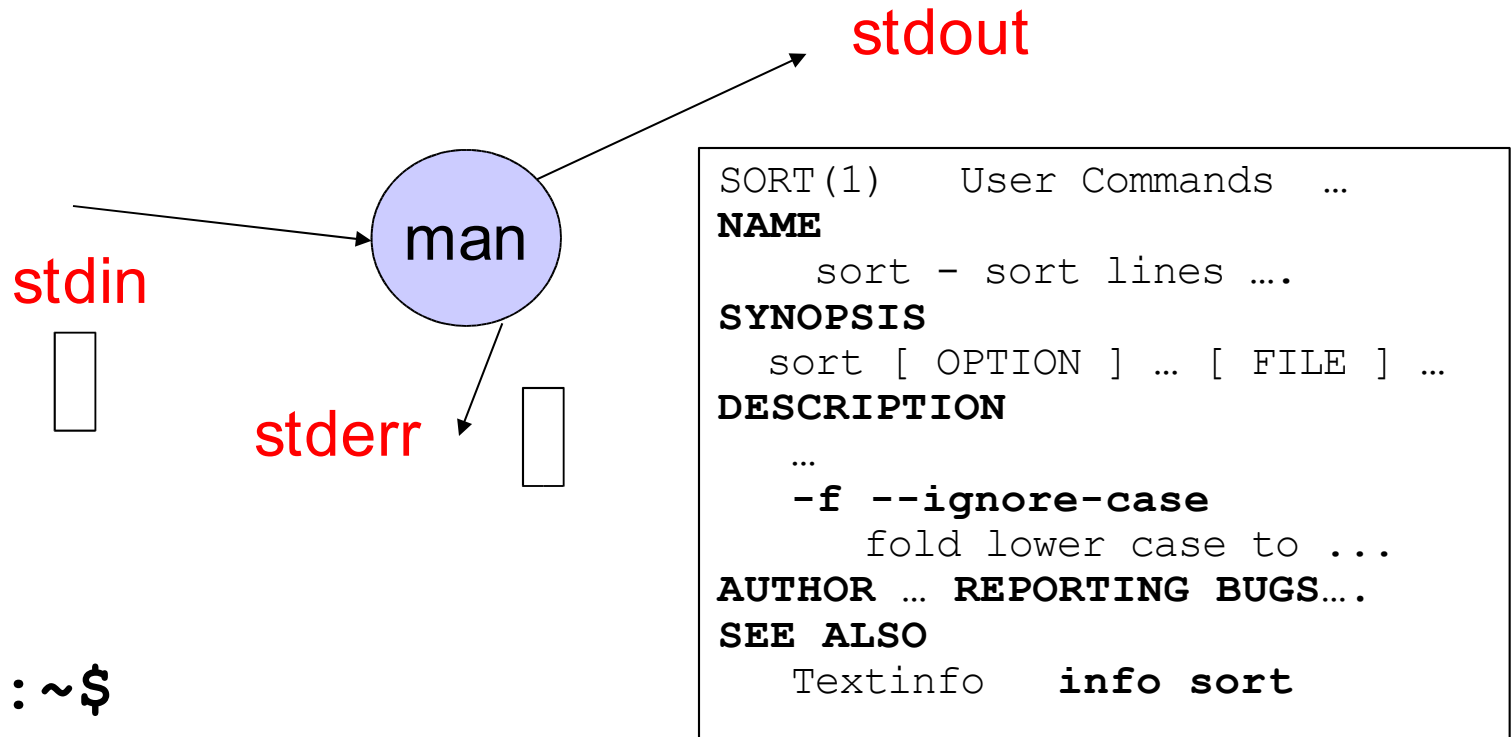 stdout
man
stdin
stderr
:~$
SORT(1) User Commands …
NAME
sort - sort lines ….
SYNOPSIS
sort [ OPTION ] … [ FILE ] …
DESCRIPTION
…
-f --ignore-case
fold lower case to ...
AUTHOR … REPORTING BUGS….
SEE ALSO
Textinfo info sort